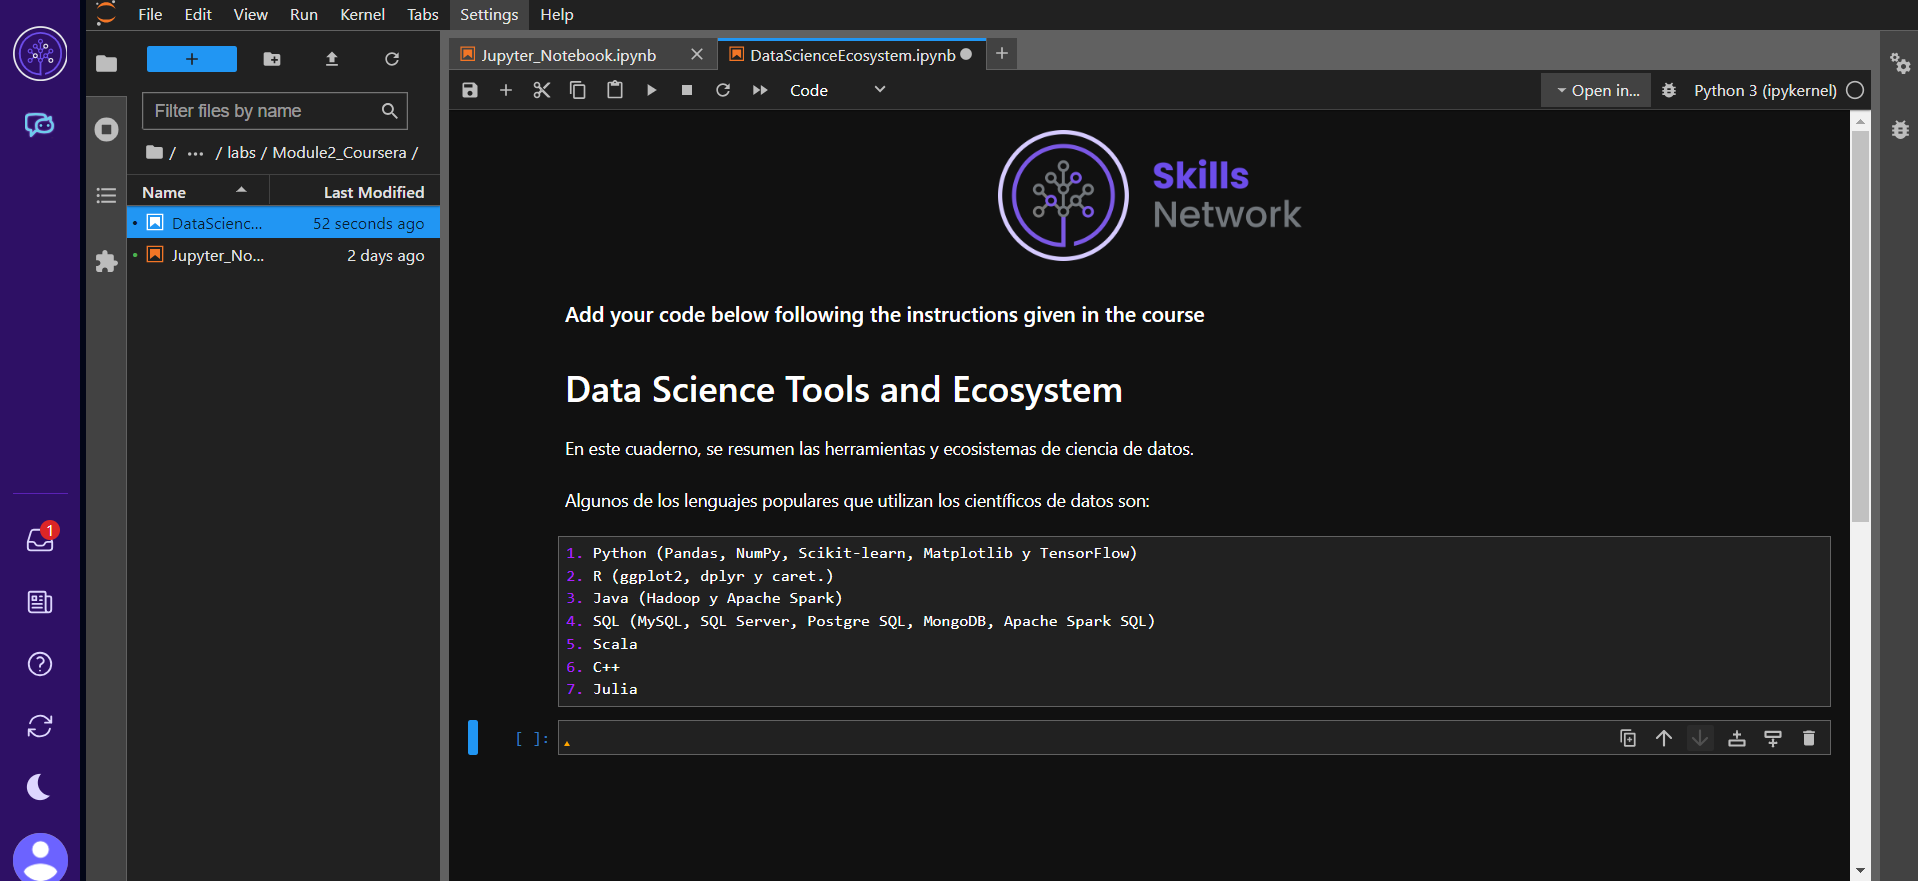 File Edit View Run Kernel Tabs Settings Help
Jupyter_Notebook.ipynb
DataScienceEcosystem.ipynb
Code
Open in...
Python 3 (ipykernel)
Filter files by name
/ ... / labs / Module2_Coursera /
Name Last Modified
DataScienc... 52 seconds ago
Jupyter_No... 2 days ago
Skills
Network
Add your code below following the instructions given in the course
Data Science Tools and Ecosystem
En este cuaderno, se resumen las herramientas y ecosistemas de ciencia de datos.
Algunos de los lenguajes populares que utilizan los científicos de datos son:
1. Python (Pandas, NumPy, Scikit-learn, Matplotlib y TensorFlow)
2. R (ggplot2, dplyr y caret.)
3. Java (Hadoop y Apache Spark)
4. SQL (MySQL, SQL Server, Postgre SQL, MongoDB, Apache Spark SQL)
5. Scala
6. C++
7. Julia
[ ]:
1